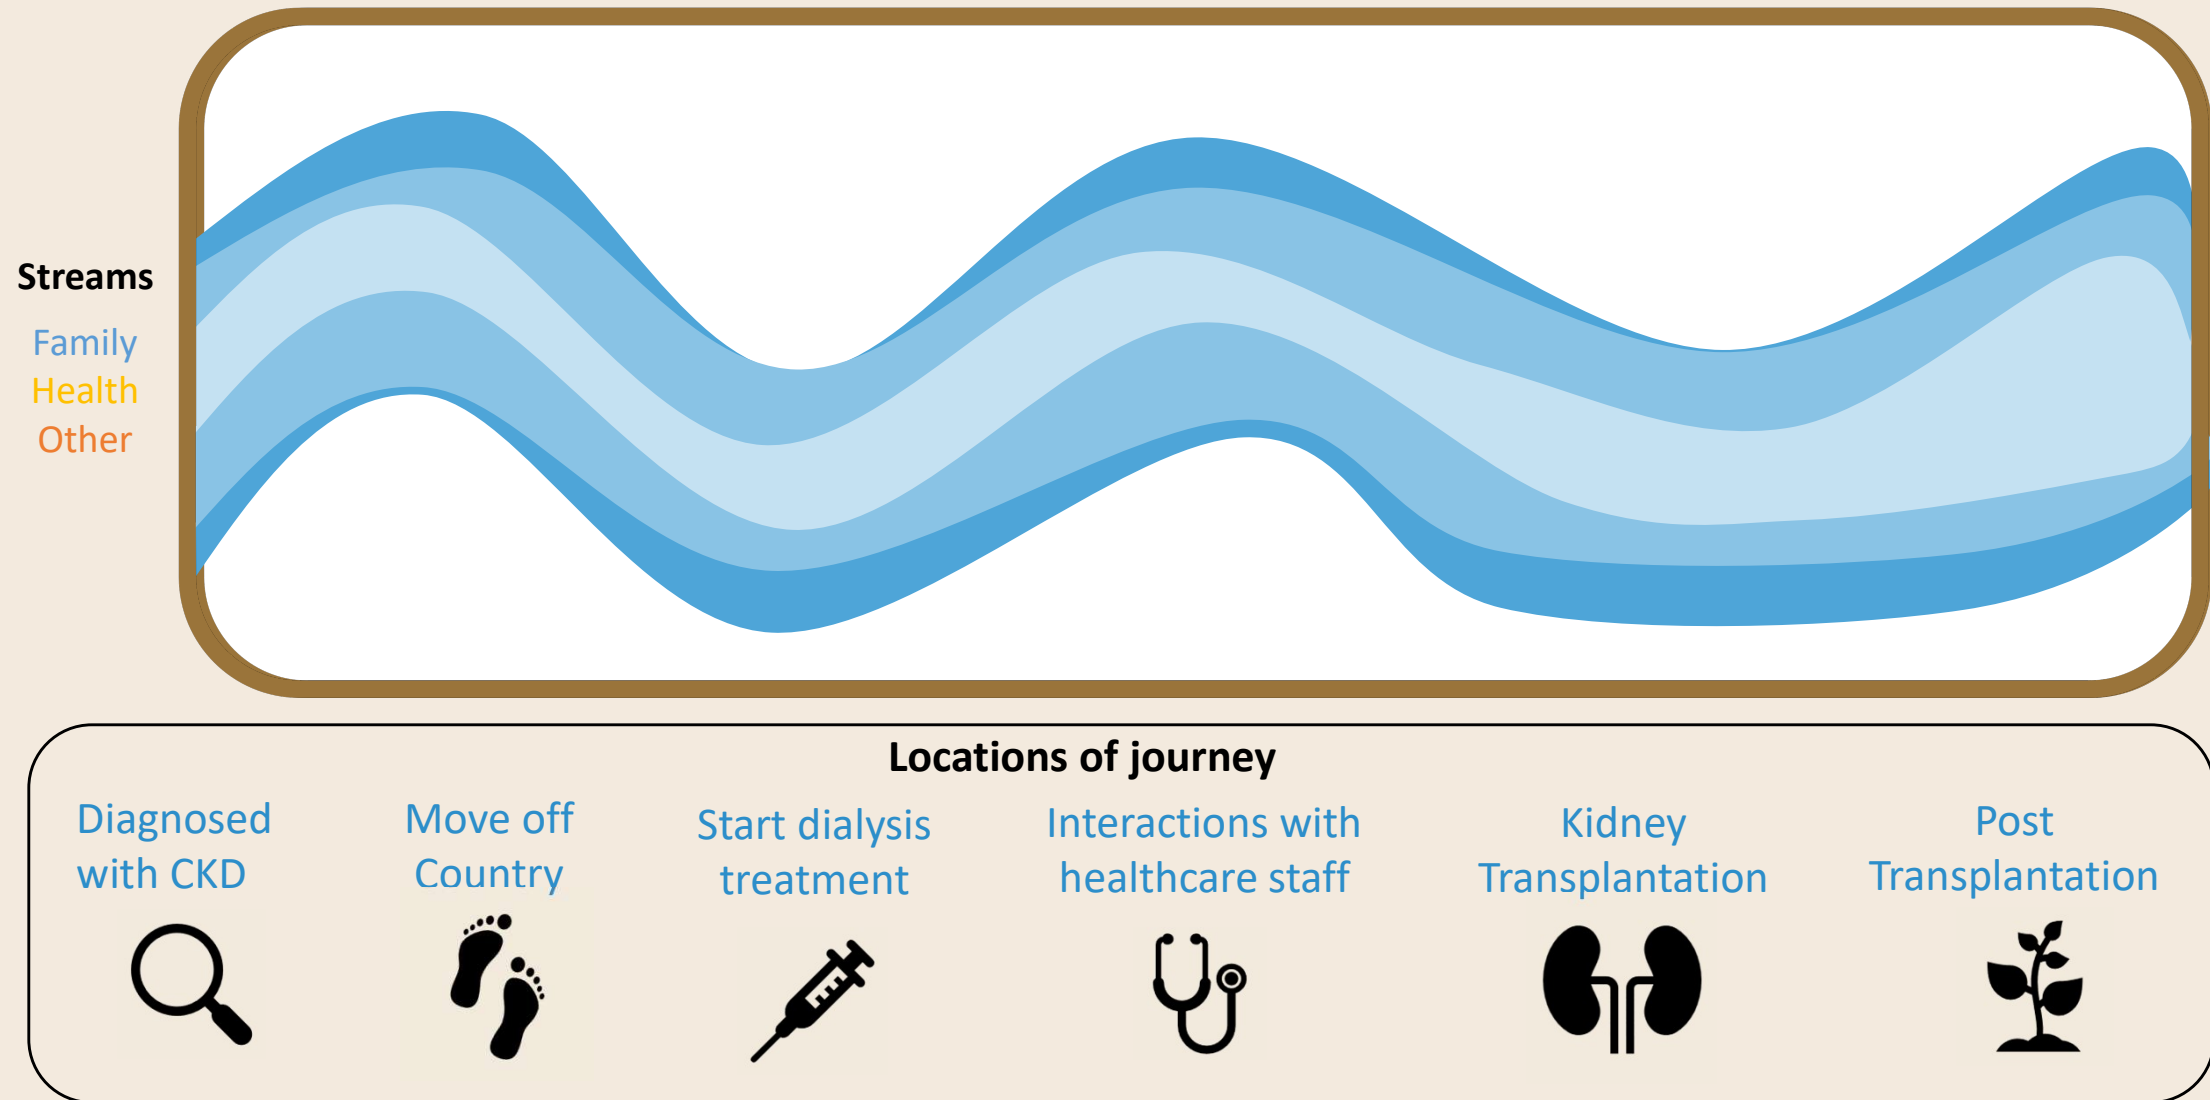 Streams
Family
Health
Other
Locations of journey
Diagnosed
with CKD
Move off
Country
Start dialysis
treatment
Interactions with
healthcare staff
Kidney
Transplantation
Post
Transplantation